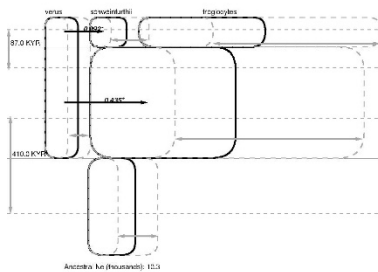 verus schweinfurthii troglodytes
87.0 KYR
0.435*
410.0 KYR
Ancestral Ne (thousands): 10.3